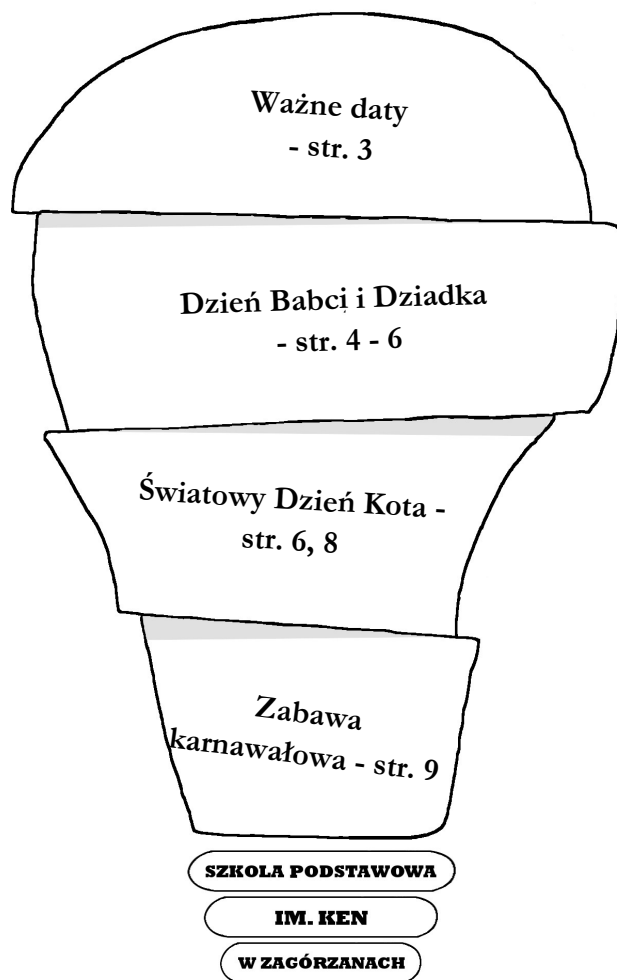 Ważne daty
- str. 3
Dzień Babci i Dziadka
- str. 4 - 6
Światowy Dzień Kota -
str. 6, 8
Zabawa
karnawałowa - str. 9
SZKOLA PODSTAWOWA
IM. KEN
W ZAGÓRZANACH